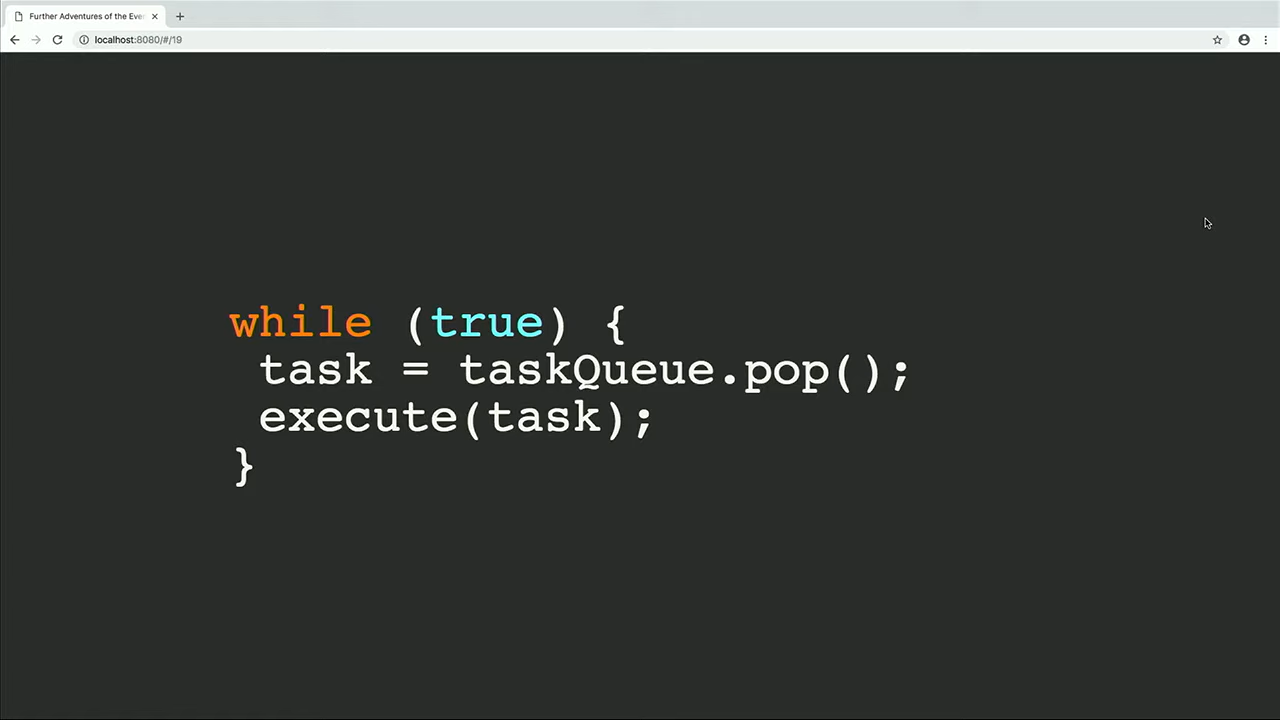 Further Adventures of the Eve
localhost:8080/#/19
while (true) {
task = taskQueue.pop();
execute(task);
}